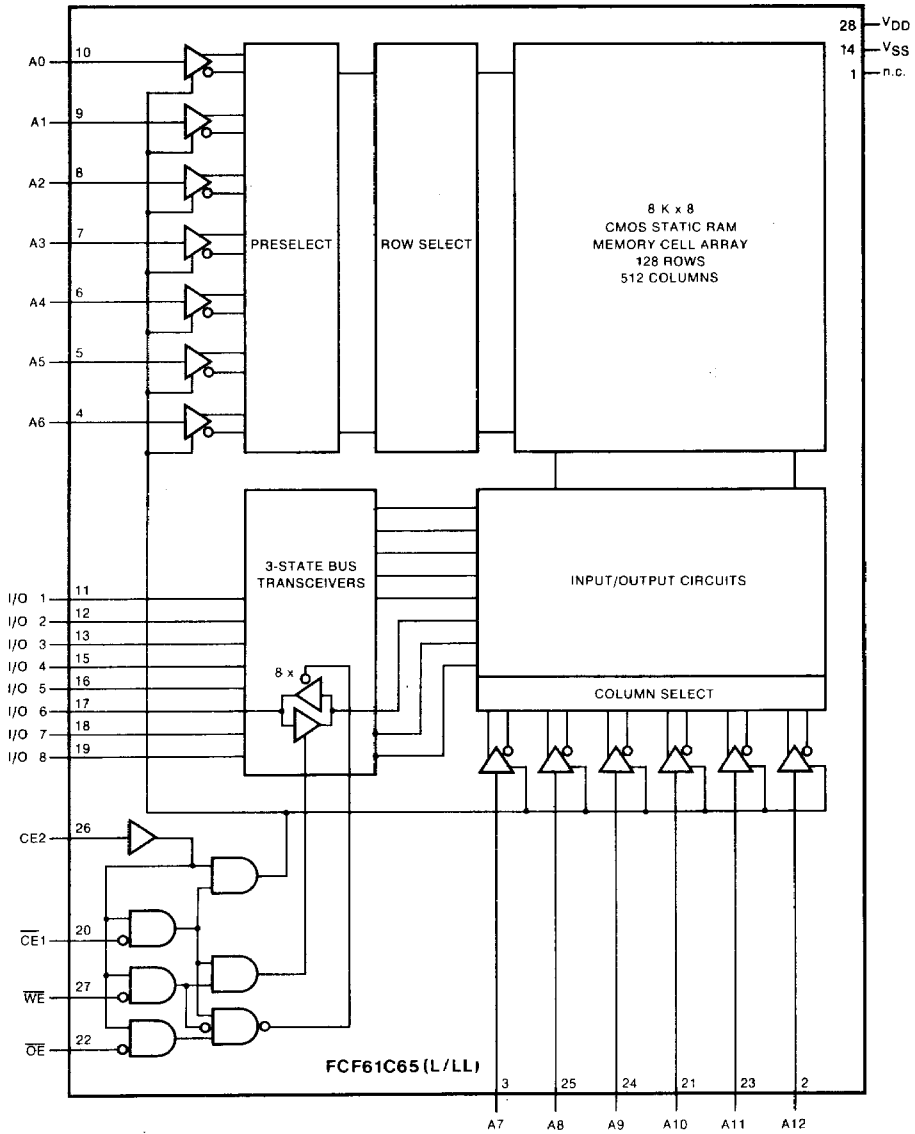 28 VDD
14 VSS
1 n.c.
A0 10
A1 9
A2 8
A3 7
A4 6
A5 5
A6 4
PRESELECT
ROW SELECT
8 K x 8
CMOS STATIC RAM
MEMORY CELL ARRAY
128 ROWS
512 COLUMNS
3-STATE BUS
TRANSCEIVERS
8 x
INPUT/OUTPUT CIRCUITS
COLUMN SELECT
I/O 1 11
I/O 2 12
I/O 3 13
I/O 4 15
I/O 5 16
I/O 6 17
I/O 7 18
I/O 8 19
CE2 26
C̅E̅1 20
W̅E̅ 27
O̅E̅ 22
FCF61C65 (L/LL)
3 25 24 21 23 2
A7 A8 A9 A10 A11 A12